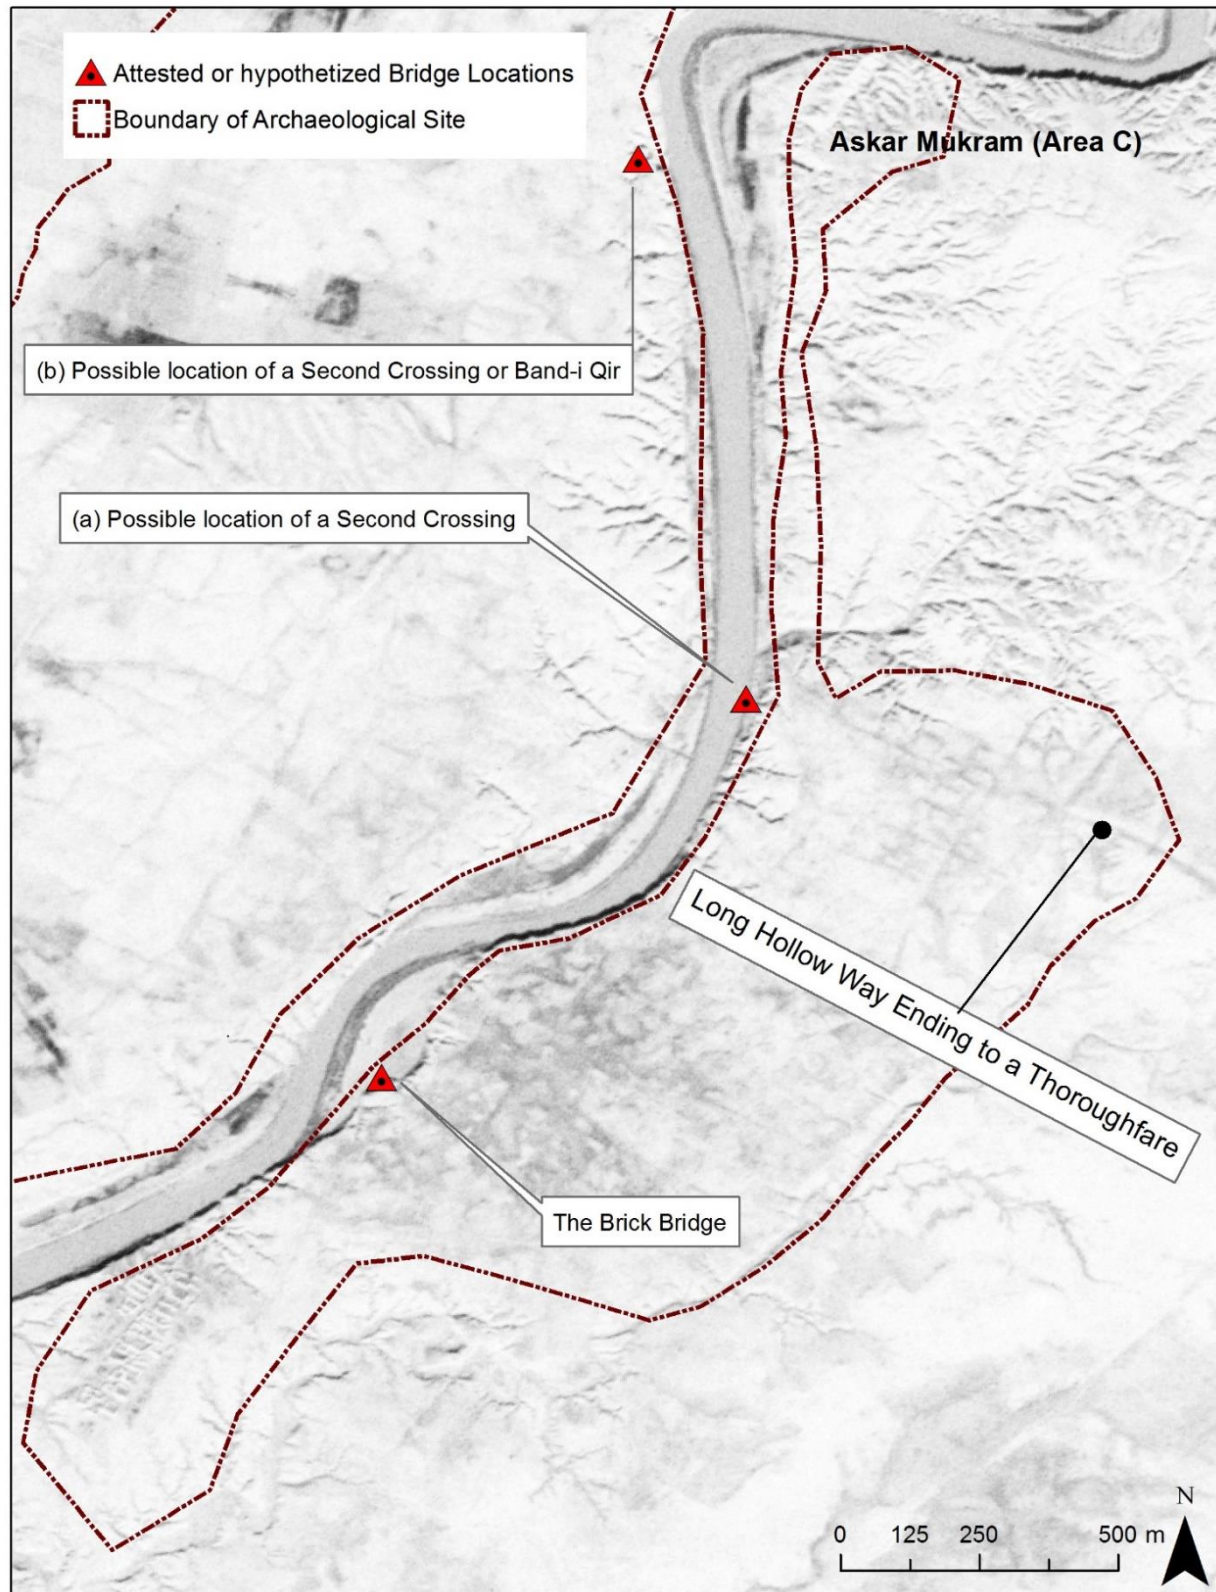 Attested or hypothetized Bridge Locations
Boundary of Archaeological Site
Askar Mukram (Area C)
(b) Possible location of a Second Crossing or Band-i Qir
(a) Possible location of a Second Crossing
Long Hollow Way Ending to a Thoroughfare
The Brick Bridge
N
0 125 250 500 m